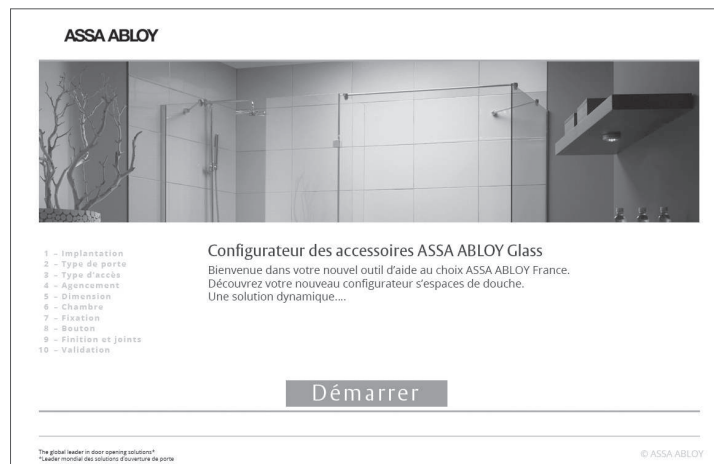 ASSA ABLOY
1 – Implantation
2 – Type de porte
3 – Type d'accès
4 – Agencement
5 – Dimension
6 – Chambre
7 – Fixation
8 – Bouton
9 – Finition et joints
10 – Validation
Configurateur des accessoires ASSA ABLOY Glass
Bienvenue dans votre nouvel outil d'aide au choix ASSA ABLOY France.
Découvrez votre nouveau configurateur s'espaces de douche.
Une solution dynamique....
Démarrer
The global leader in door opening solutions*
*Leader mondial des solutions d'ouverture de porte
© ASSA ABLOY